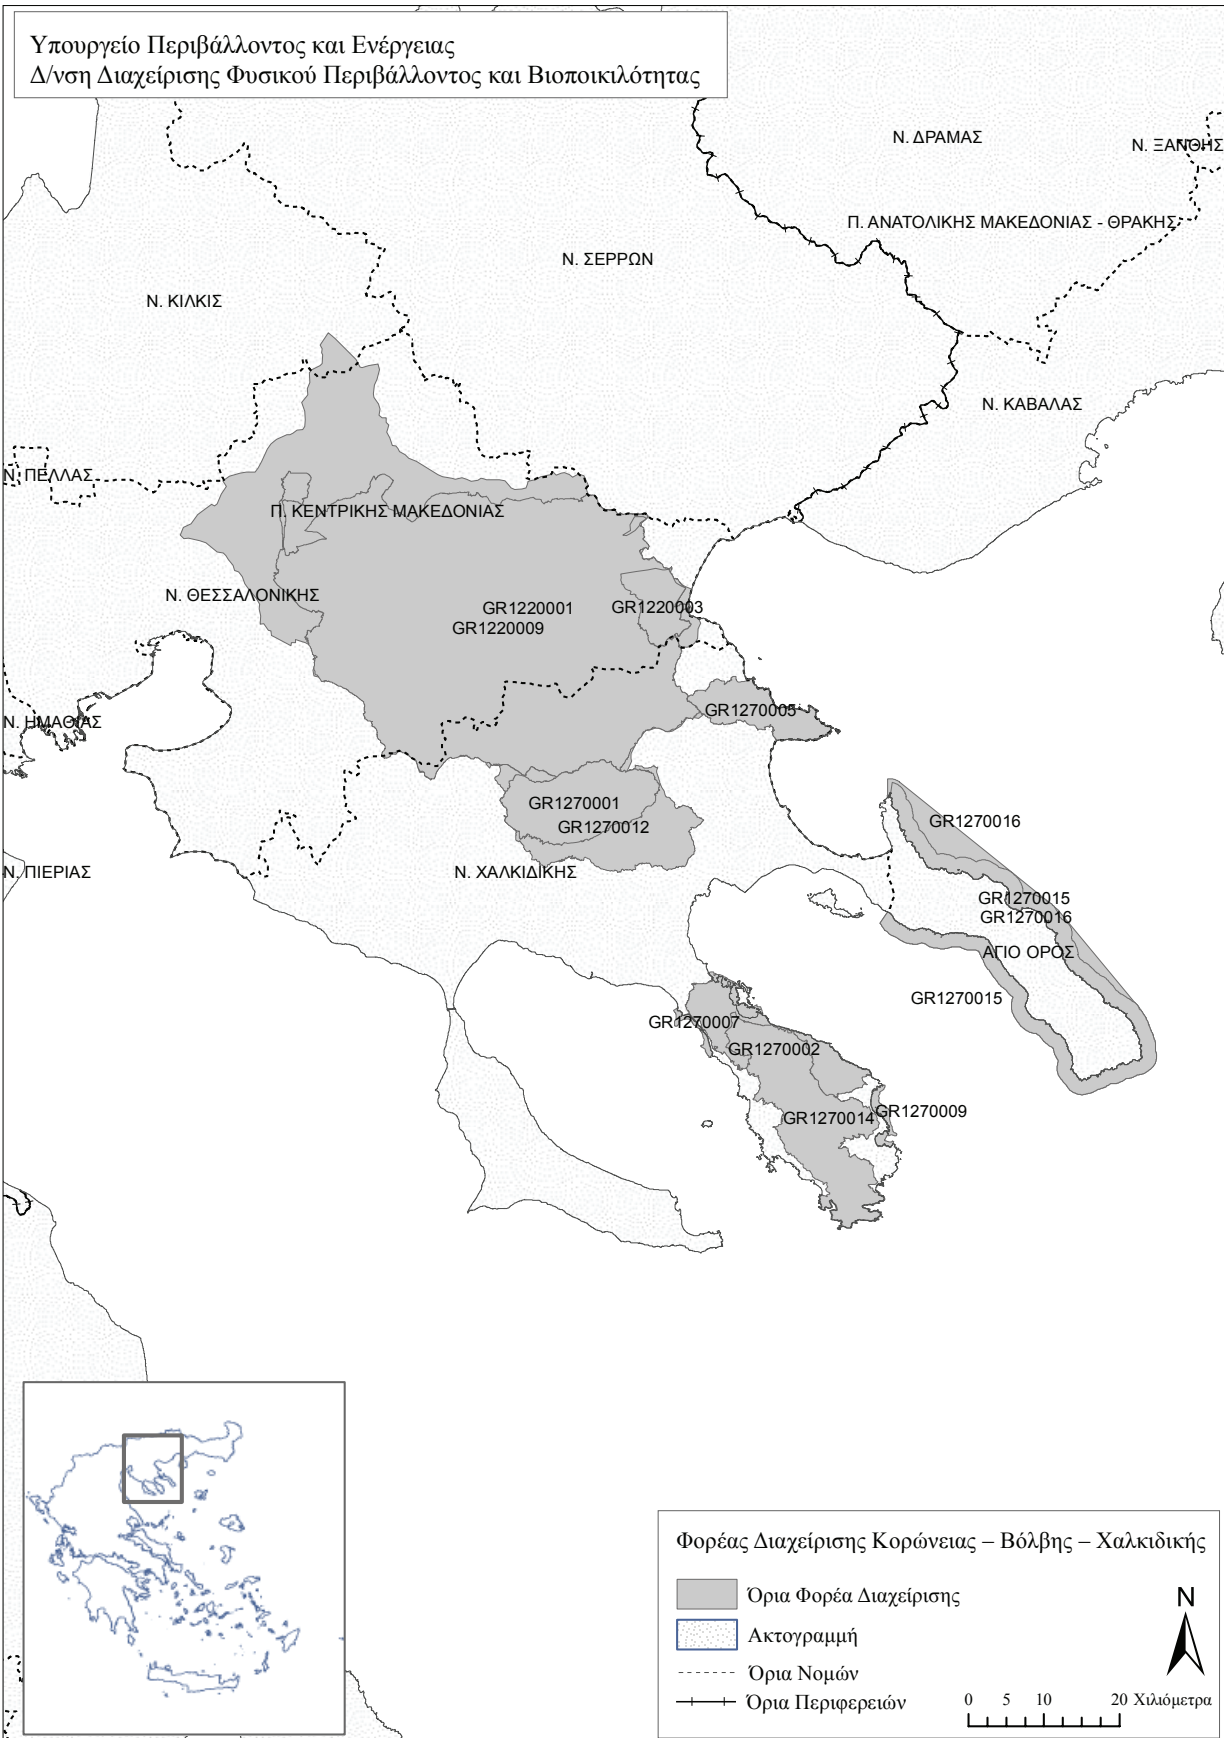 Υπουργείο Περιβάλλοντος και Ενέργειας
Δ/νση Διαχείρισης Φυσικού Περιβάλλοντος και Βιοποικιλότητας
Ν. ΔΡΑΜΑΣ
Ν. ΞΑΝΘΗΣ
Π. ΑΝΑΤΟΛΙΚΗΣ ΜΑΚΕΔΟΝΙΑΣ - ΘΡΑΚΗΣ
Ν. ΣΕΡΡΩΝ
Ν. ΚΙΛΚΙΣ
Ν. ΚΑΒΑΛΑΣ
Ν. ΠΕΛΛΑΣ
Π. ΚΕΝΤΡΙΚΗΣ ΜΑΚΕΔΟΝΙΑΣ
Ν. ΘΕΣΣΑΛΟΝΙΚΗΣ
GR1220001
GR1220003
GR1220009
GR1270005
Ν. ΗΜΑΘΙΑΣ
GR1270001
GR1270016
GR1270012
Ν. ΠΙΕΡΙΑΣ
Ν. ΧΑΛΚΙΔΙΚΗΣ
GR1270015
GR1270016
ΑΓΙΟ ΟΡΟΣ
GR1270015
GR1270007
GR1270002
GR1270014
GR1270009
Φορέας Διαχείρισης Κορώνειας – Βόλβης – Χαλκιδικής
Όρια Φορέα Διαχείρισης
Ακτογραμμή
Όρια Νομών
Όρια Περιφερειών
N
0 5 10 20 Χιλιόμετρα